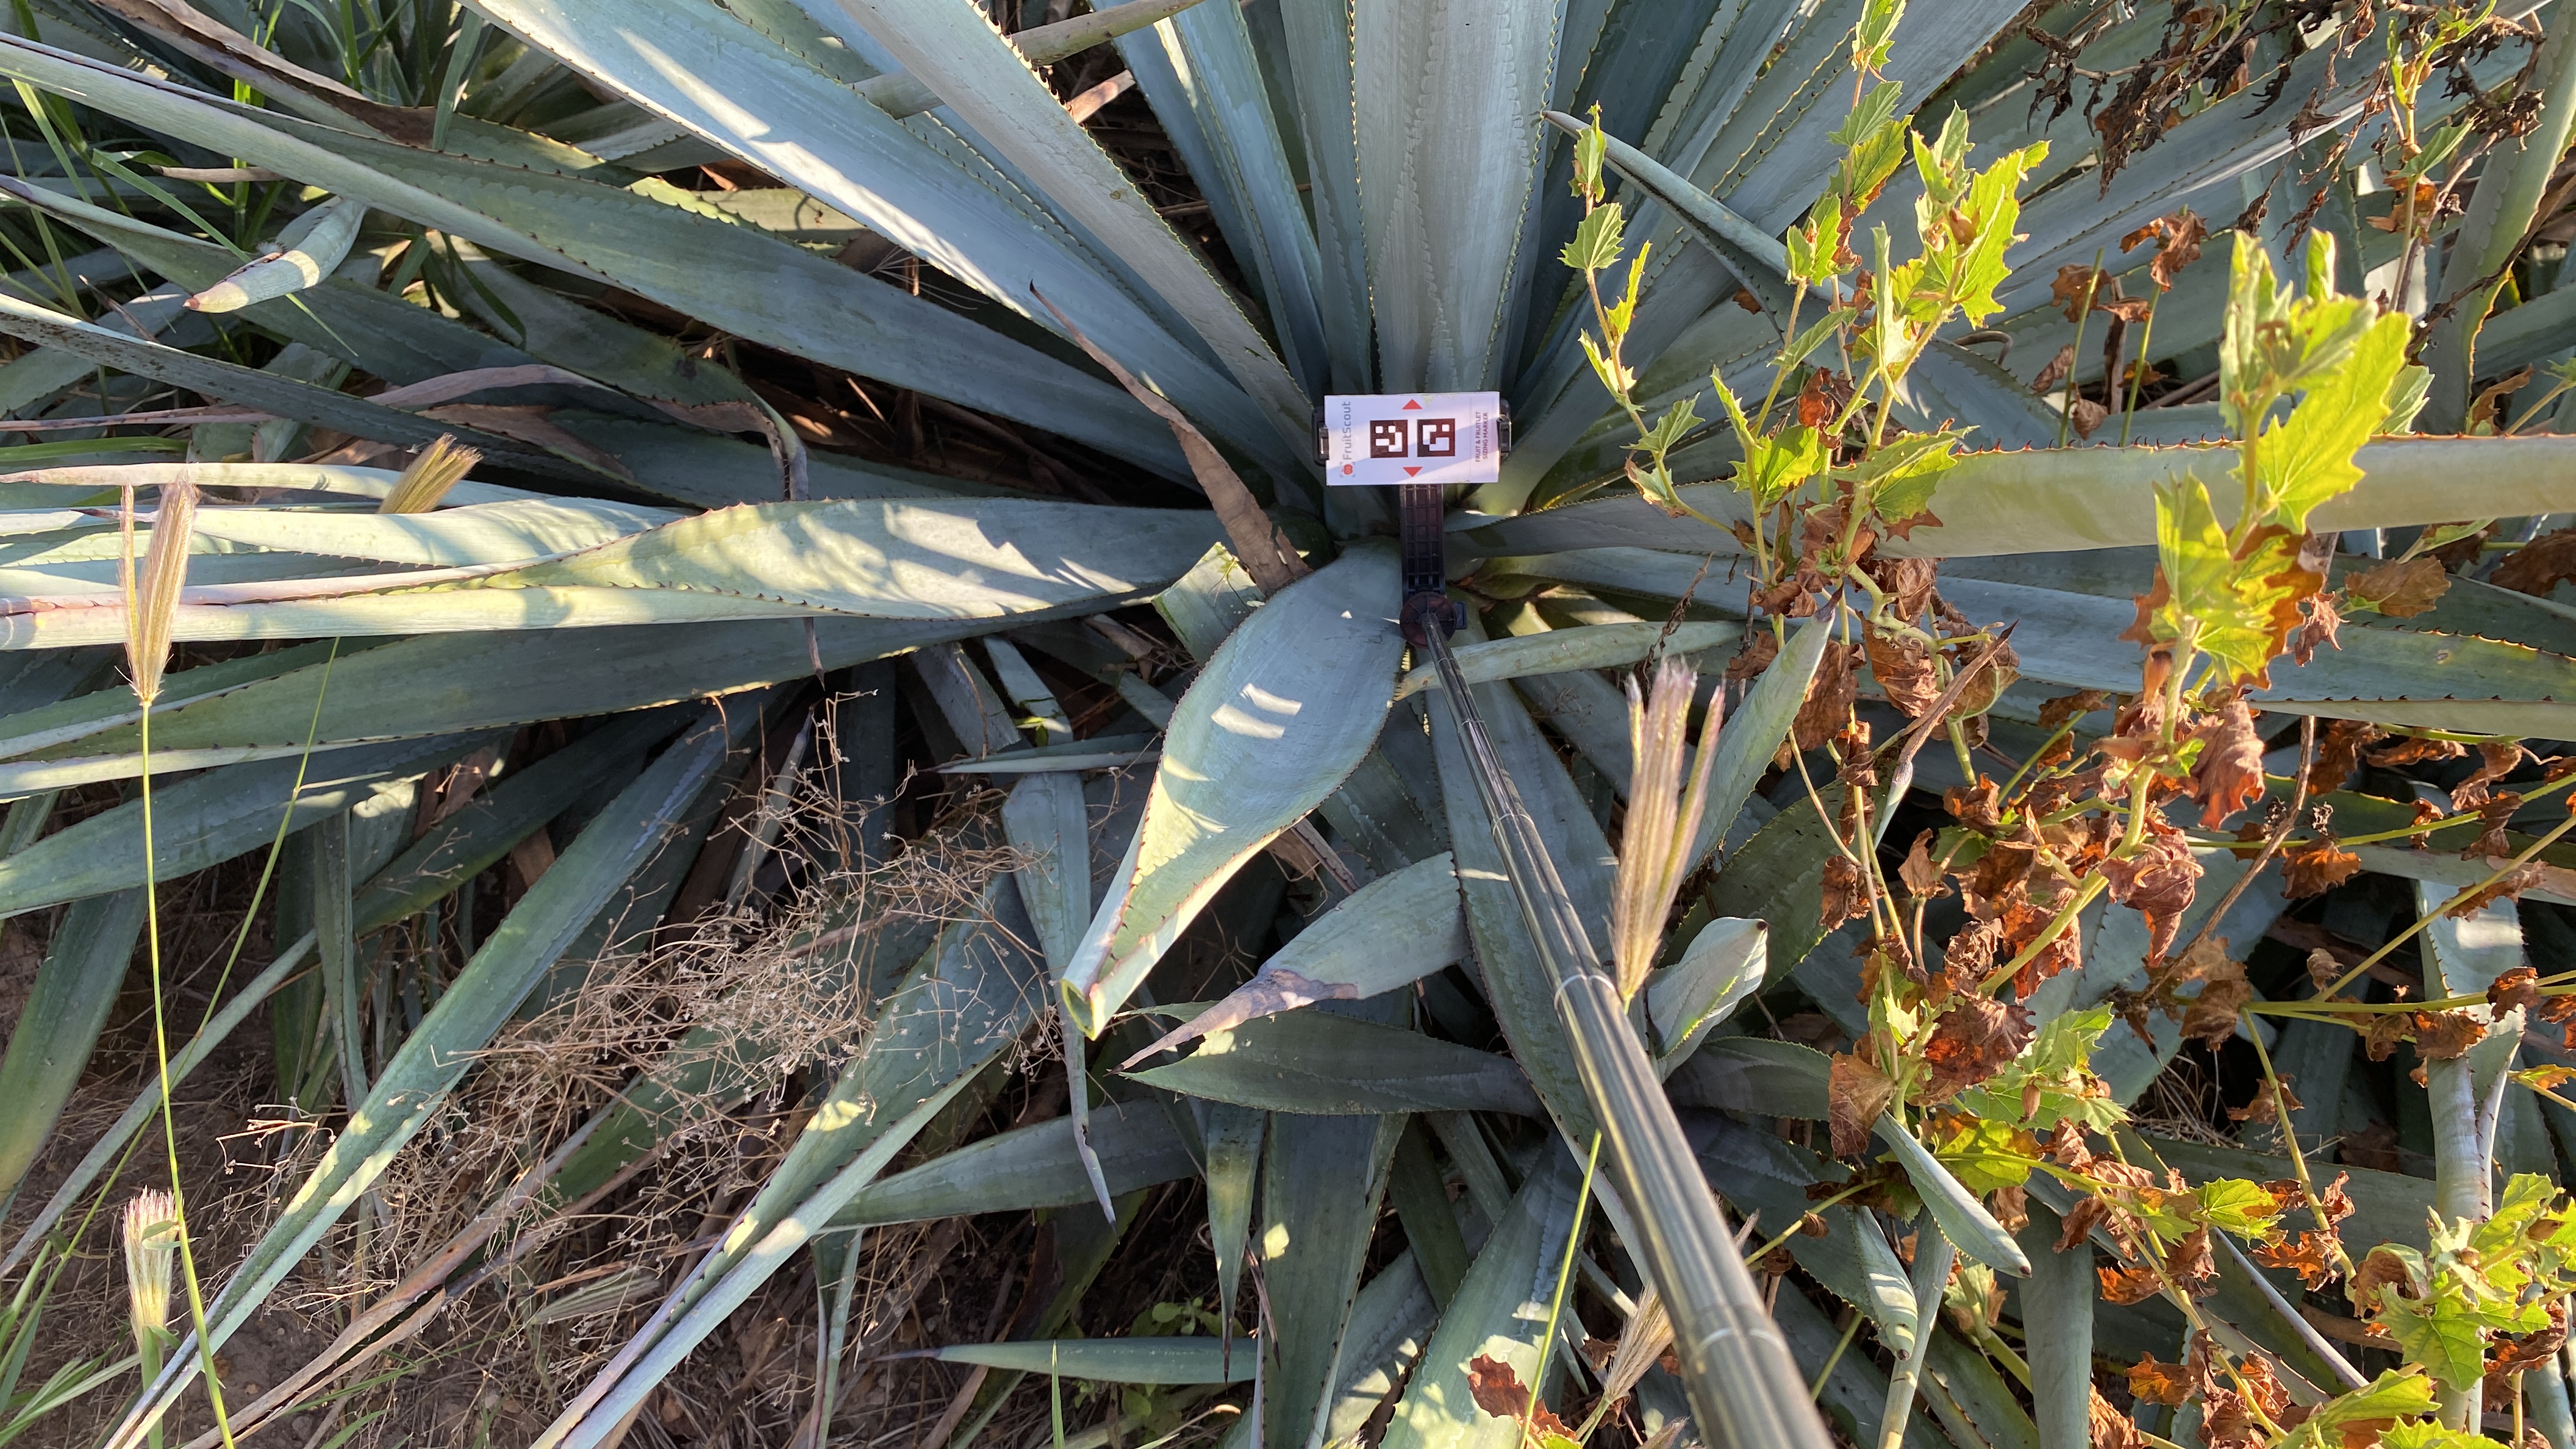 FruitScout
FRUIT & FRUITLET
SIZING MARKER